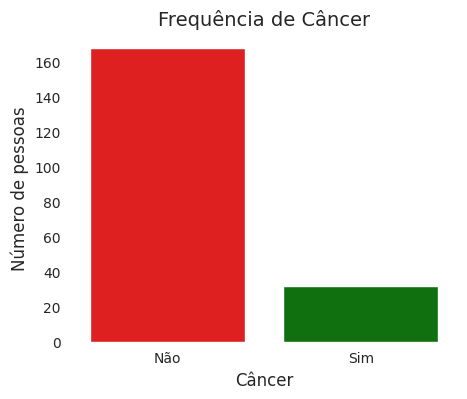 Frequência de Câncer
Número de pessoas
160
140
120
100
80
60
40
20
0
Não
Sim
Câncer